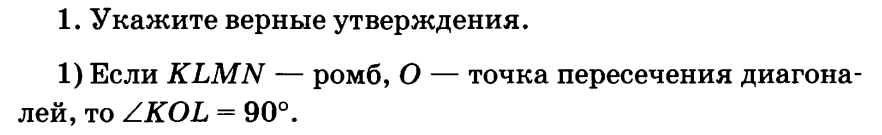 1. Укажите верные утверждения.
1) Если KLMN — ромб, O — точка пересечения диагона-
лей, то ∠KOL = 90°.